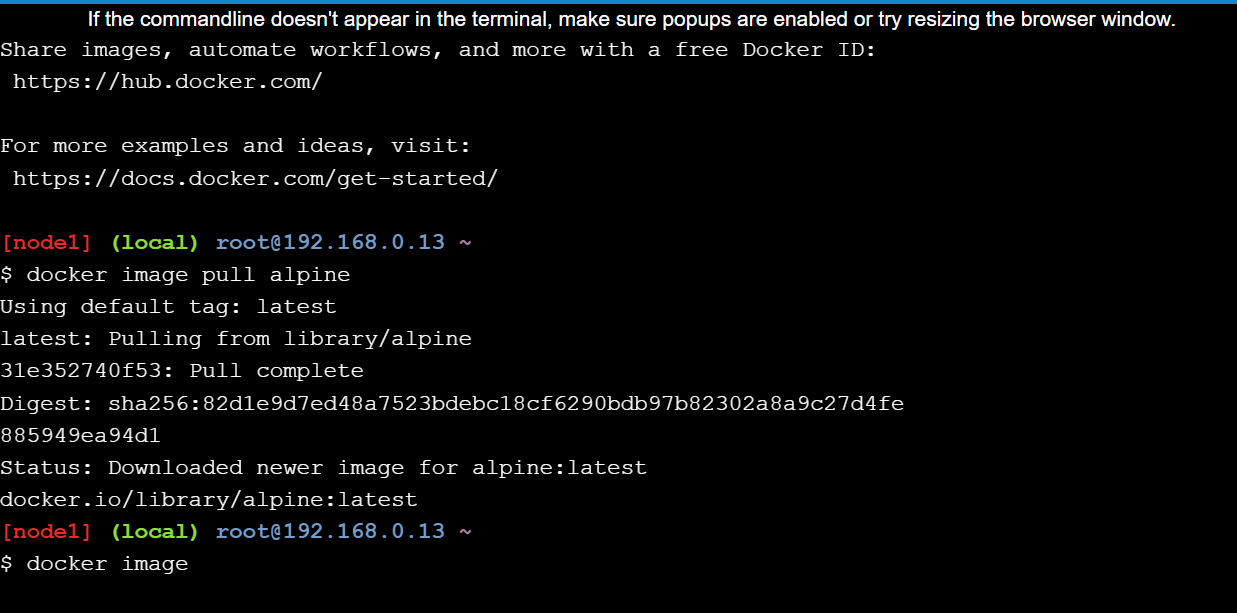 If the commandline doesn't appear in the terminal, make sure popups are enabled or try resizing the browser window.
Share images, automate workflows, and more with a free Docker ID:
 https://hub.docker.com/

For more examples and ideas, visit:
 https://docs.docker.com/get-started/

[node1] (local) root@192.168.0.13 ~
$ docker image pull alpine
Using default tag: latest
latest: Pulling from library/alpine
31e352740f53: Pull complete
Digest: sha256:82d1e9d7ed48a7523bdebc18cf6290bdb97b82302a8a9c27d4fe
885949ea94d1
Status: Downloaded newer image for alpine:latest
docker.io/library/alpine:latest
[node1] (local) root@192.168.0.13 ~
$ docker image